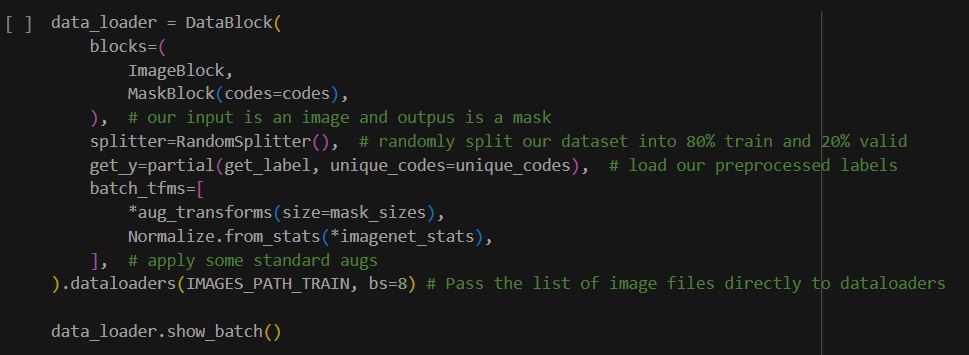 [ ] data_loader = DataBlock(
    blocks=(
        ImageBlock,
        MaskBlock(codes=codes),
    ),  # our input is an image and outpus is a mask
    splitter=RandomSplitter(),  # randomly split our dataset into 80% train and 20% valid
    get_y=partial(get_label, unique_codes=unique_codes),  # load our preprocessed labels
    batch_tfms=[
        *aug_transforms(size=mask_sizes),
        Normalize.from_stats(*imagenet_stats),
    ],  # apply some standard augs
).dataloaders(IMAGES_PATH_TRAIN, bs=8) # Pass the list of image files directly to dataloaders
data_loader.show_batch()